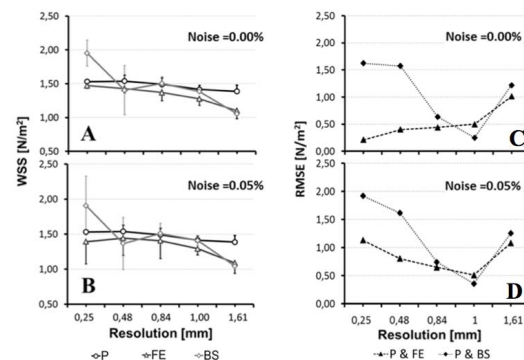 2,50
Noise =0.00%
2,00
1,50
1,00
A
0,50
WSS [N/m²]
2,50
Noise =0.05%
2,00
1,50
1,00
B
0,50
0,25 0,48 0,84 1,00 1,61
Resolution [mm]
P FE BS
2,50
Noise =0.00%
2,00
1,50
1,00
0,50
C
0,00
RMSE [N/m²]
2,50
Noise =0.05%
2,00
1,50
1,00
0,50
D
0,00
0,25 0,48 0,84 1 1,61
Resolution [mm]
P & FE P & BS